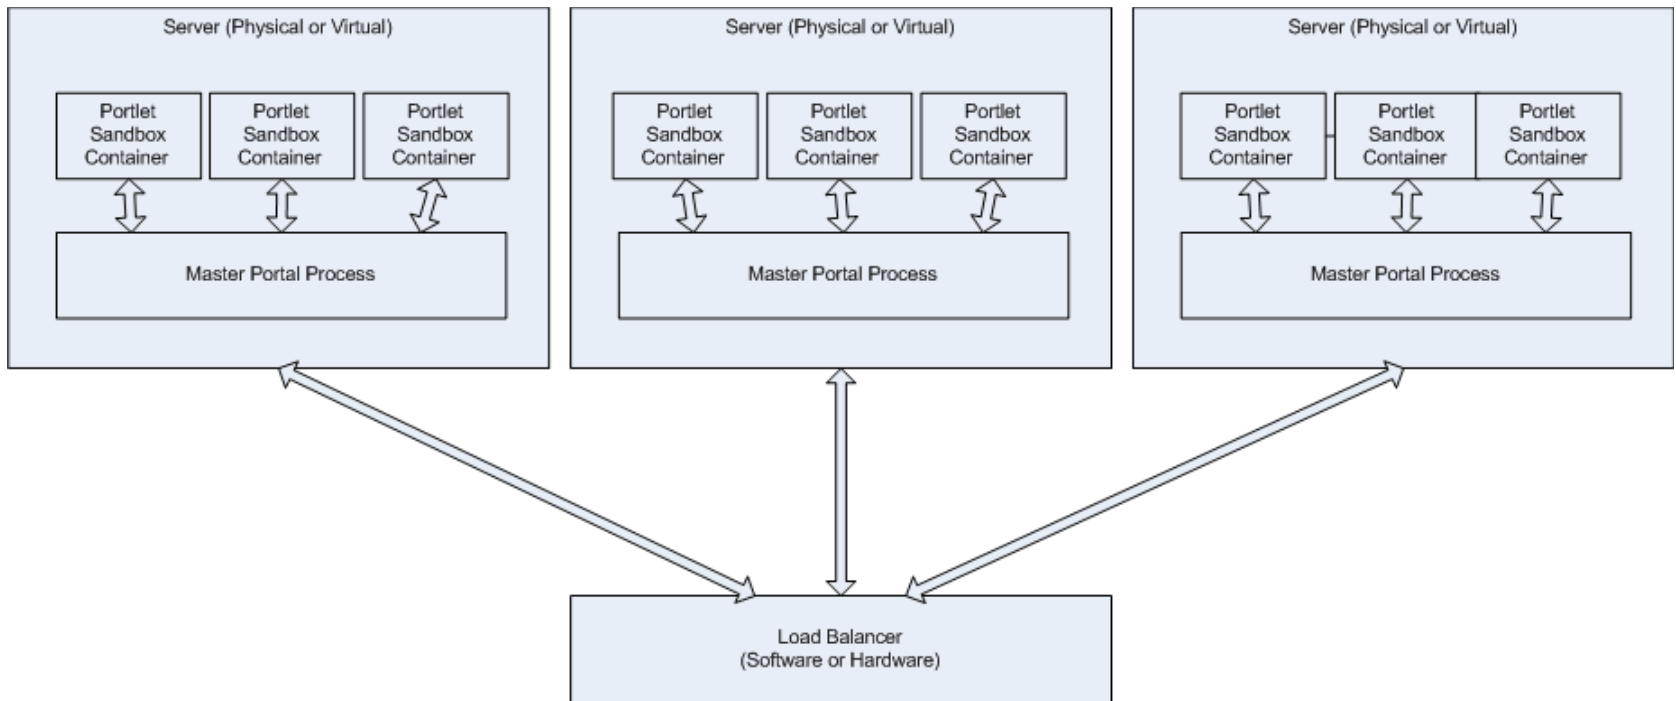 Server (Physical or Virtual)
Portlet
Sandbox
Container
Portlet
Sandbox
Container
Portlet
Sandbox
Container
Master Portal Process
Server (Physical or Virtual)
Portlet
Sandbox
Container
Portlet
Sandbox
Container
Portlet
Sandbox
Container
Master Portal Process
Server (Physical or Virtual)
Portlet
Sandbox
Container
Portlet
Sandbox
Container
Portlet
Sandbox
Container
Master Portal Process
Load Balancer
(Software or Hardware)